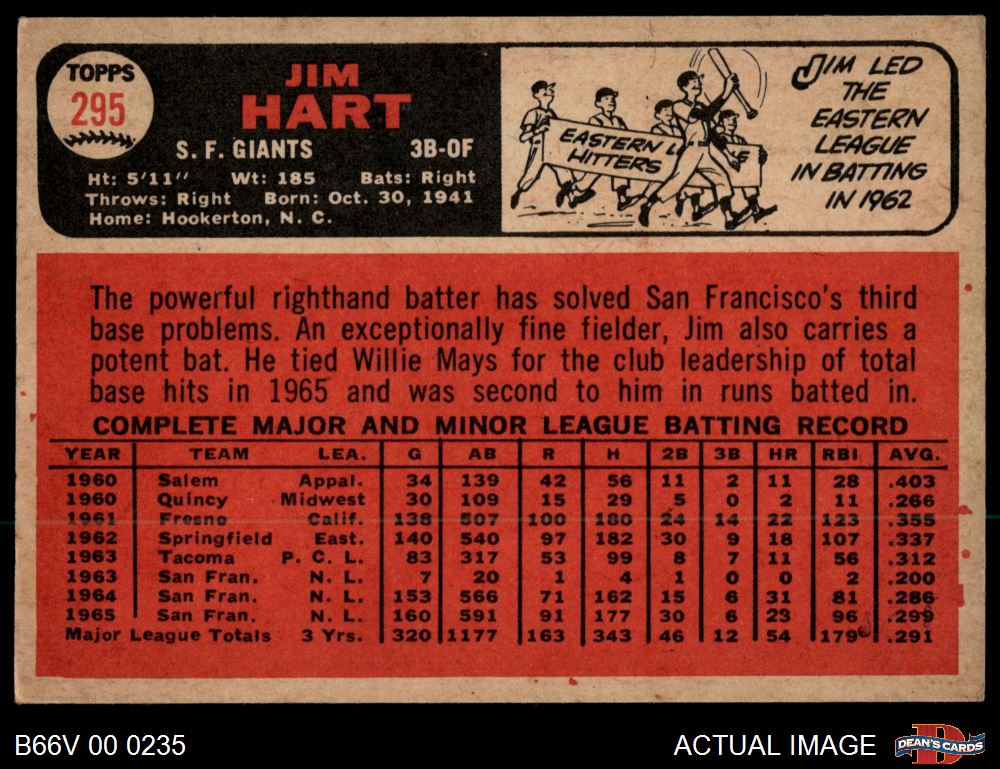 TOPPS
295
JIM
HART
S. F. GIANTS 3B-OF
Ht: 5'11" Wt: 185 Bats: Right
Throws: Right Born: Oct. 30, 1941
Home: Hookerton, N. C.
EASTERN L E
HITTERS
JIM LED
THE
EASTERN
LEAGUE
IN BATTING
IN 1962
The powerful righthand batter has solved San Francisco's third
base problems. An exceptionally fine fielder, Jim also carries a
potent bat. He tied Willie Mays for the club leadership of total
base hits in 1965 and was second to him in runs batted in.
COMPLETE MAJOR AND MINOR LEAGUE BATTING RECORD
YEAR TEAM LEA. G AB R H 2B 3B HR RBI AVG.
1960 Salem Appal. 34 139 42 56 11 2 11 28 .403
1960 Quincy Midwest 30 109 15 29 5 0 2 11 .266
1961 Fresno Calif. 138 507 100 180 24 14 22 123 .355
1962 Springfield East. 140 540 97 182 30 9 18 107 .337
1963 Tacoma P. C. L. 83 317 53 99 8 7 11 56 .312
1963 San Fran. N. L. 7 20 1 4 1 0 0 2 .200
1964 San Fran. N. L. 153 566 71 162 15 6 31 81 .286
1965 San Fran. N. L. 160 591 91 177 30 6 23 96 .299
Major League Totals 3 Yrs. 320 1177 163 343 46 12 54 179 .291
B66V 00 0235
ACTUAL IMAGE
DEAN'S CARDS